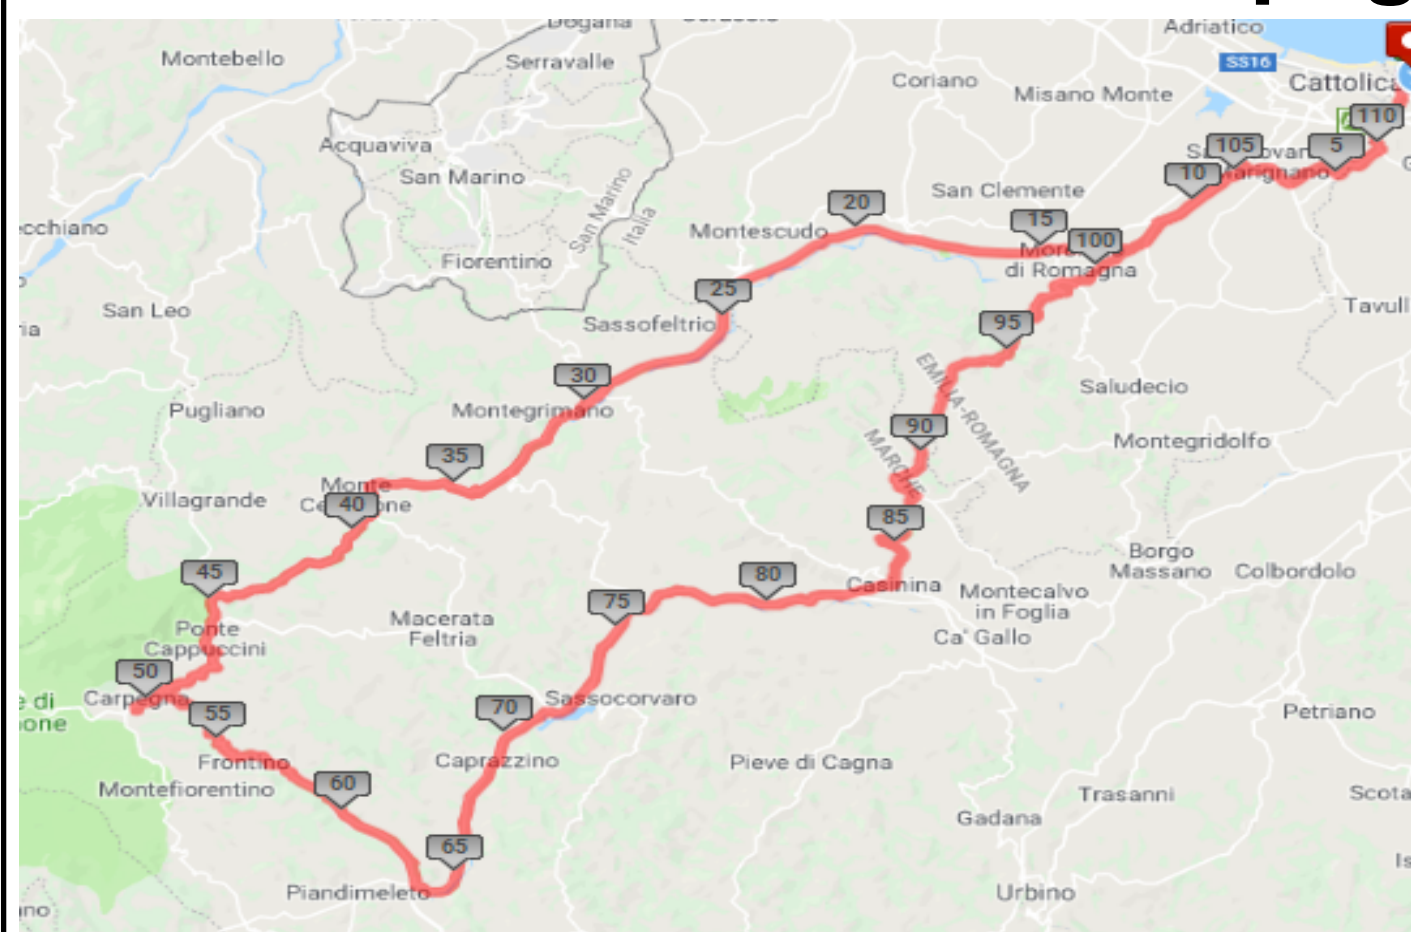 Dogana
Adriatico
Montebello
Serravalle
SS16
Coriano
Misano Monte
Cattolica
110
Acquaviva
105
5
San Marino
10
San Clemente
20
San Marino
Italia
15
Montescudo
100
Fiorentino
di Romagna
25
San Leo
Sassofeltrio
95
30
EMILIA-ROMAGNA
Saludecio
Pugliano
Montegrimano
90
MARCHE
Montegridolfo
35
Monte
Villagrande
40
85
45
80
Borgo
Massano
Colbordolo
Casinina
Montecalvo
in Foglia
75
Macerata
Feltria
Ponte
Cappuccini
Ca' Gallo
50
Carpegna
di
Sassocorvaro
55
70
Petriano
Frontino
Caprazzino
Pieve di Cagna
60
Montefiorentino
Trasanni
Gadana
65
Piandimeleto
Urbino